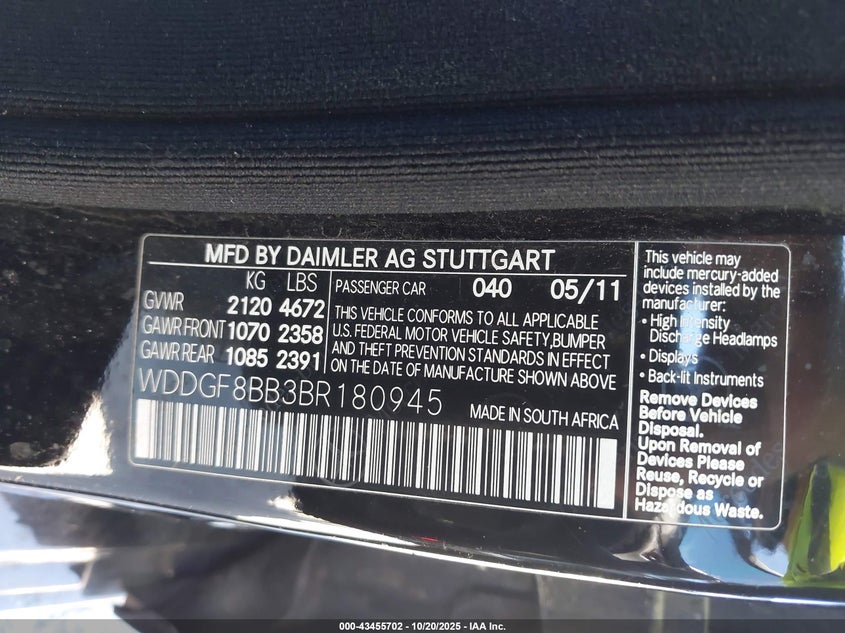 MFD BY DAIMLER AG STUTTGART
KG LBS
GVWR 2120 4672
GAWR FRONT 1070 2358
GAWR REAR 1085 2391
PASSENGER CAR 040 05/11
THIS VEHICLE CONFORMS TO ALL APPLICABLE
U.S. FEDERAL MOTOR VEHICLE SAFETY,BUMPER
AND THEFT PREVENTION STANDARDS IN EFFECT
ON THE DATE OF MANUFACTURE SHOWN ABOVE
WDDGF8BB3BR180945
MADE IN SOUTH AFRICA
This vehicle may
include mercury-added
devices installed by the
manufacturer:
• High Intensity
Discharge Headlamps
• Displays
• Back-lit Instruments
Remove Devices
Before Vehicle
Disposal.
Upon Removal of
Devices Please
Reuse, Recycle or
Dispose as
Hazardous Waste.
000-43455702 - 10/20/2025 - IAA Inc.